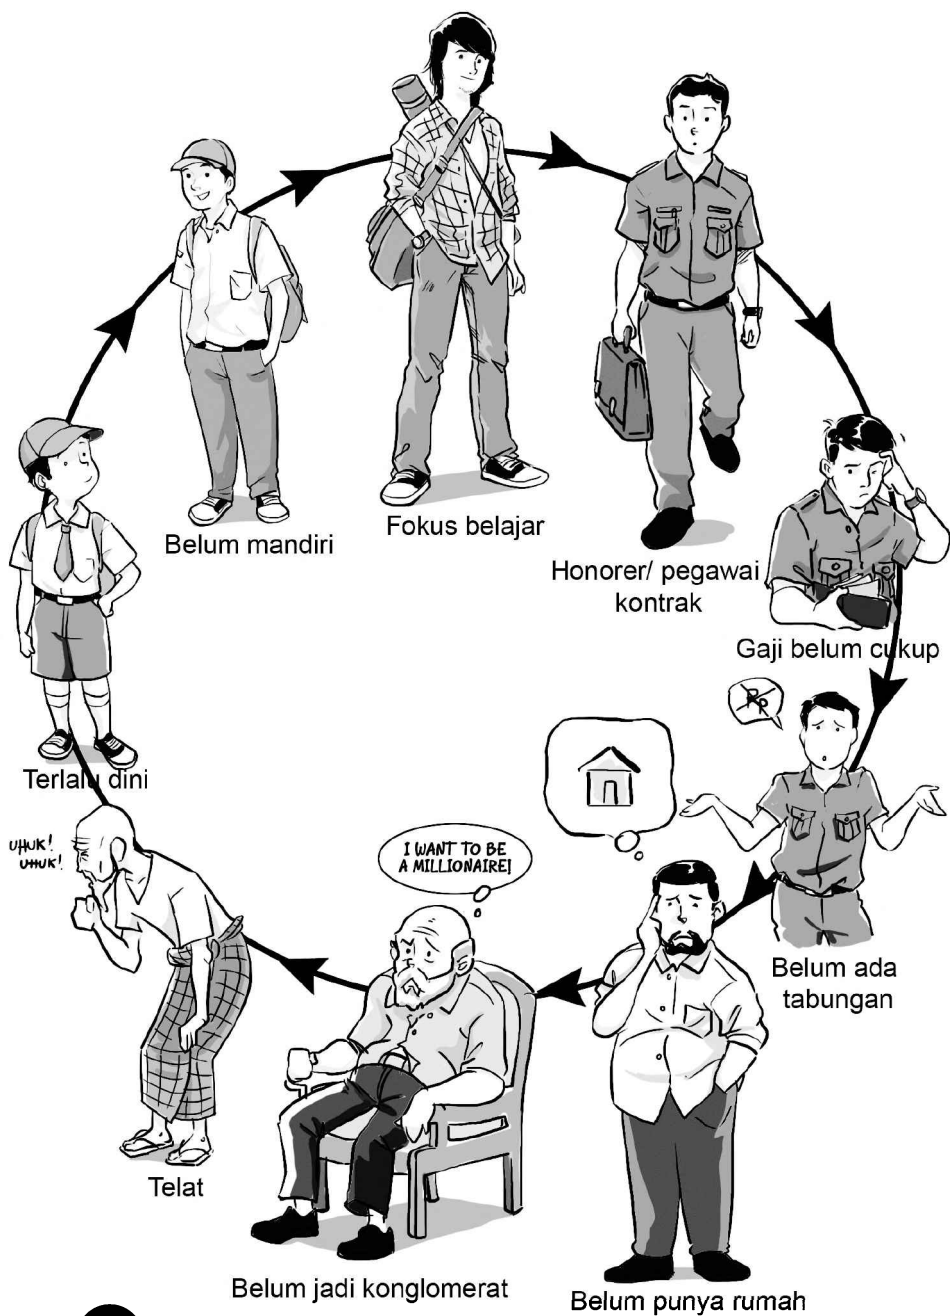 Terlalu dini
Belum mandiri
Fokus belajar
Honorer/ pegawai
kontrak
Gaji belum cukup
Rp
Belum ada
tabungan
Belum punya rumah
I WANT TO BE
A MILLIONAIRE!
Belum jadi konglomerat
UHUK!
UHUK!
Telat